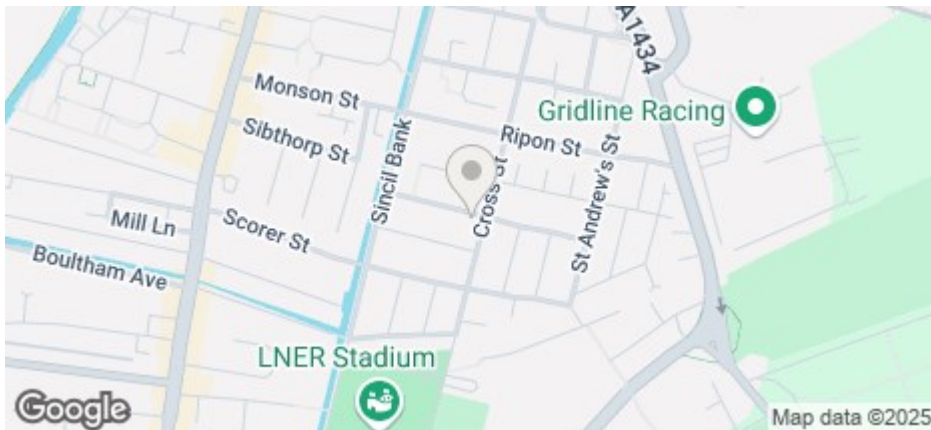 A1434
Monson St
Gridline Racing
Sibthorp St
Ripon St
Sincil Bank
Cross St
St Andrew's St
Mill Ln
Scorer St
Boultham Ave
LNER Stadium
Google
Map data ©2025